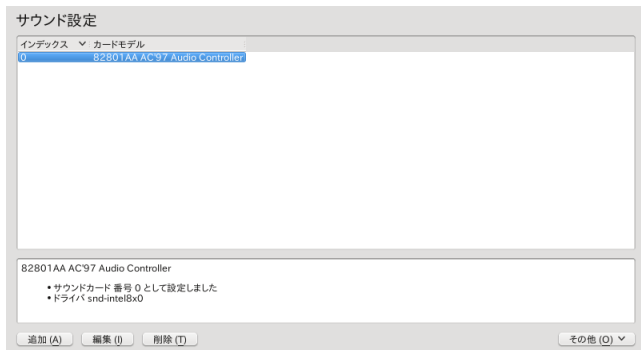 サウンド設定
インデックス カードモデル
0 82801AA AC'97 Audio Controller
82801AA AC'97 Audio Controller
•サウンドカード 番号 0 として設定しました
•ドライバ snd-intel8x0
追加 (A) 編集 (I) 削除 (T) その他 (O)